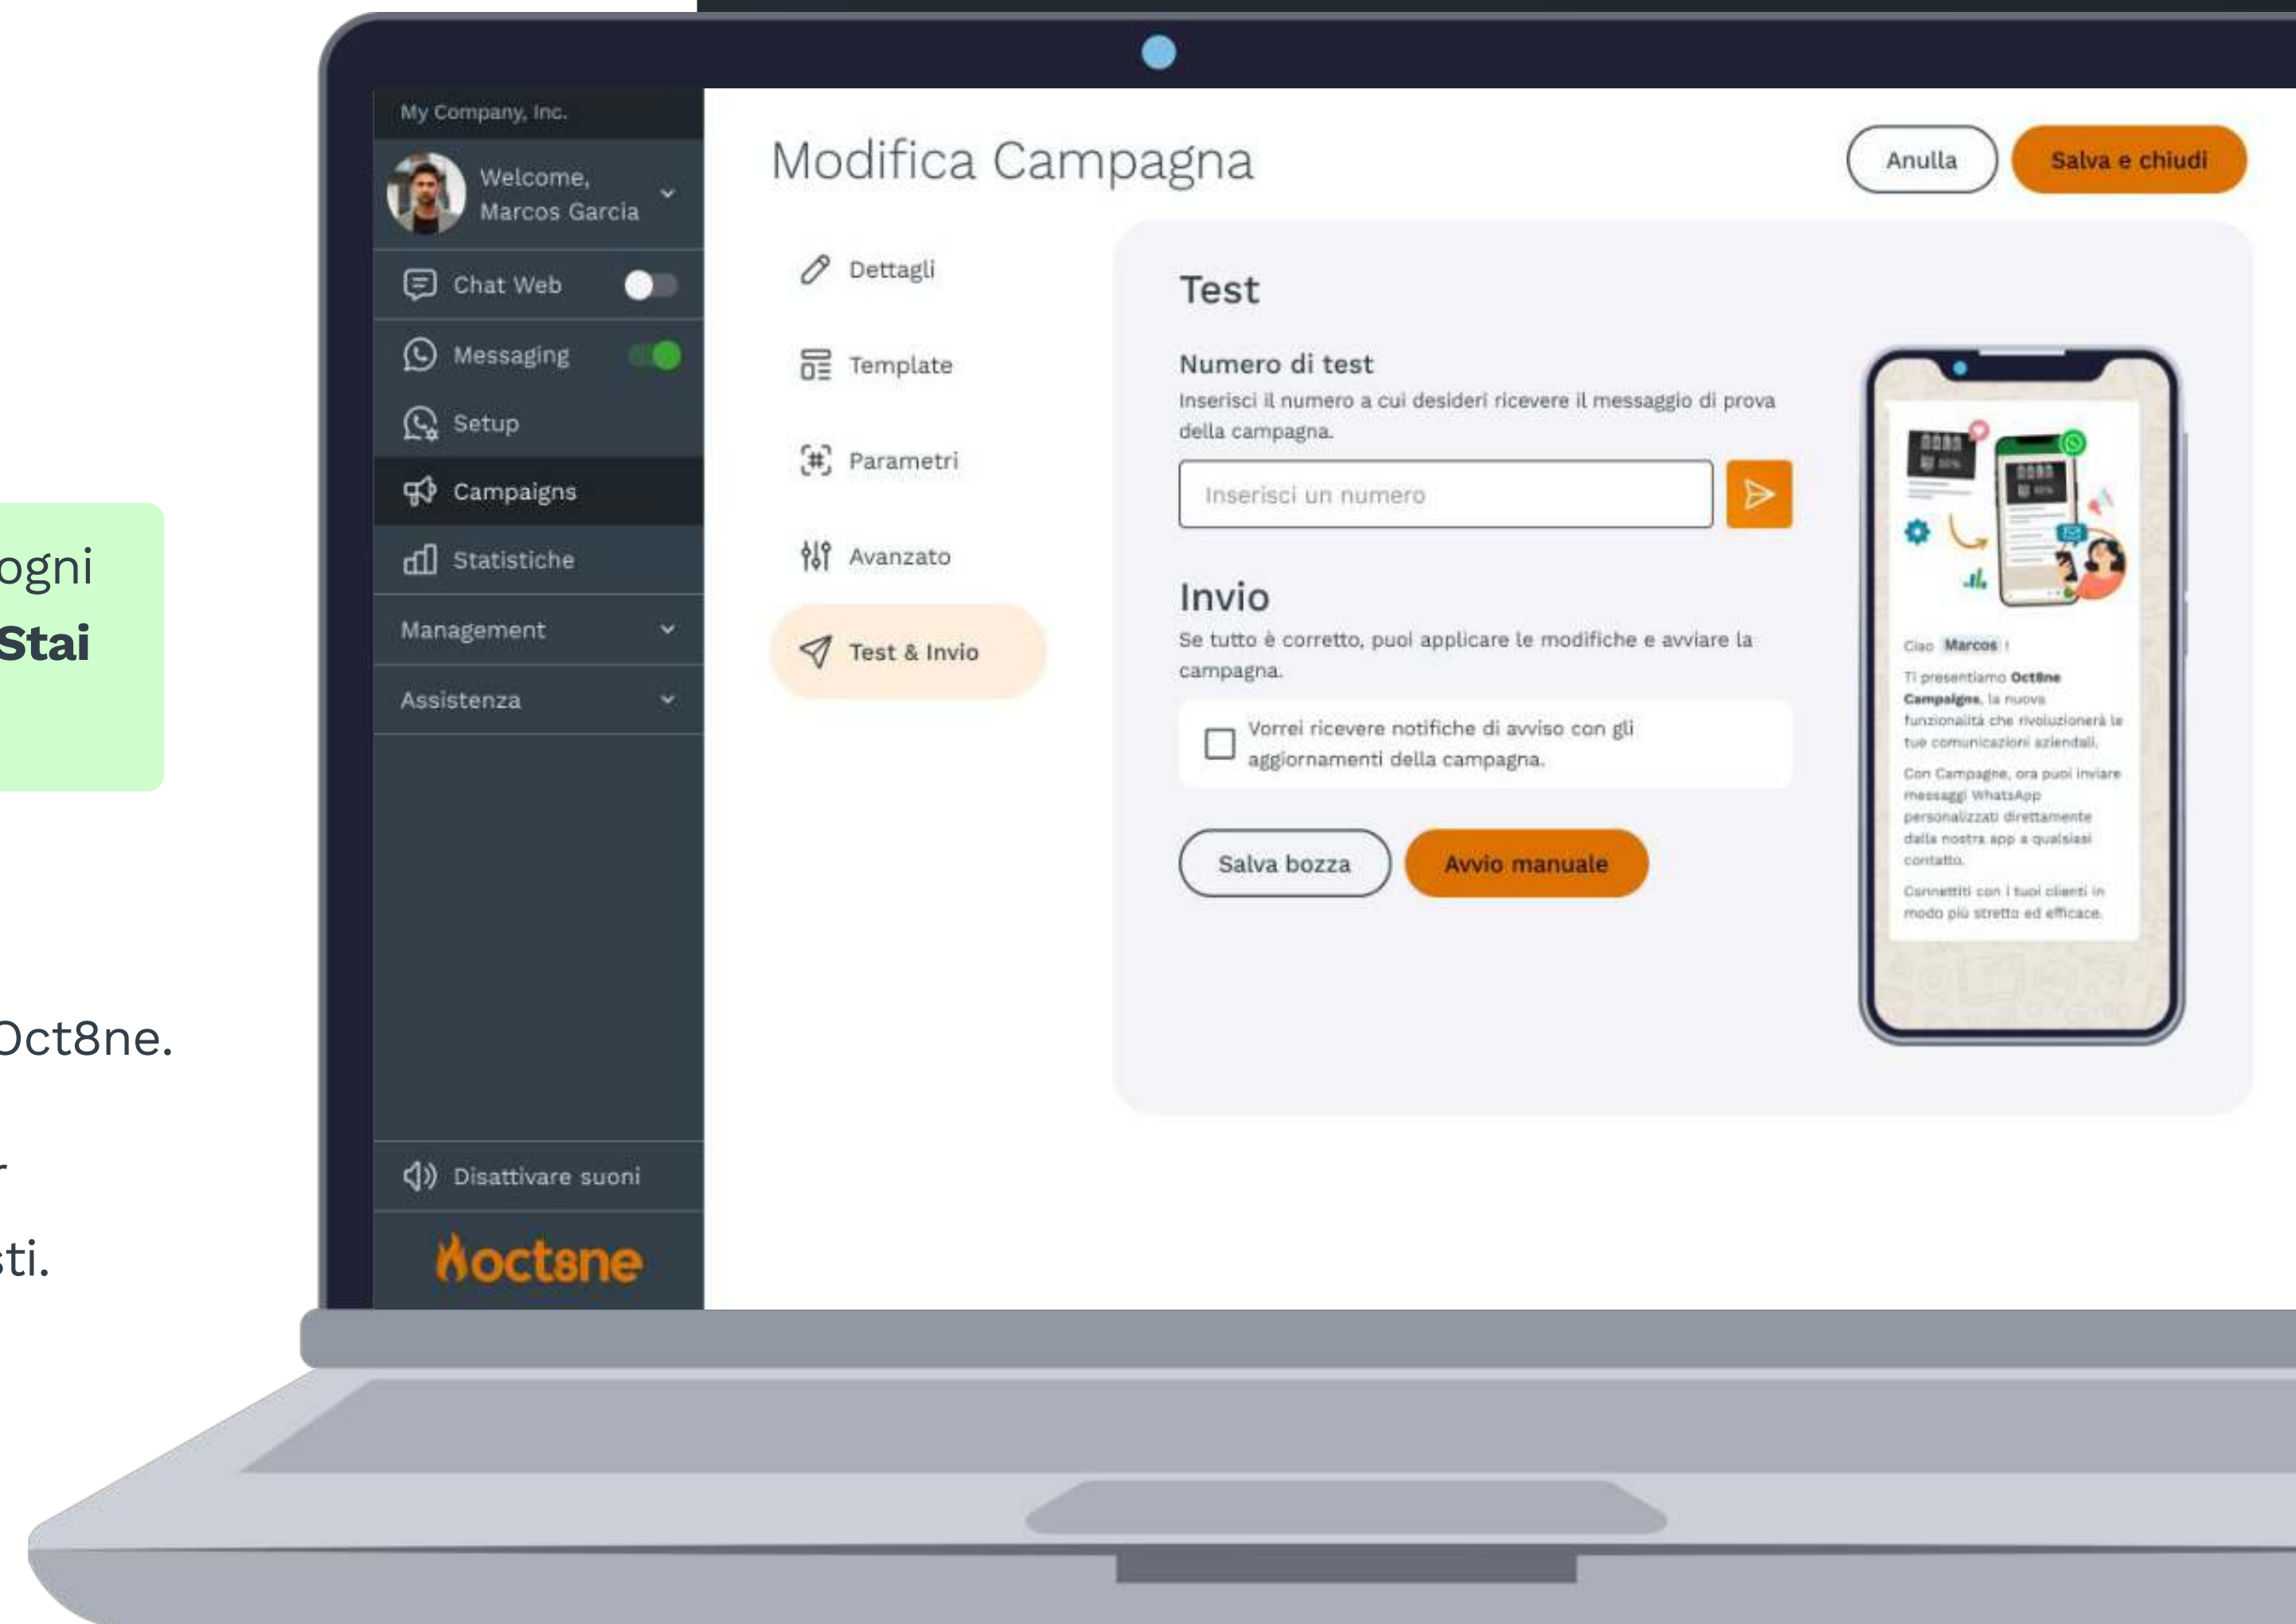 ogni
Stai
Oct8ne.
r
sti.
My Company, Inc.
Welcome,
Marcos Garcia
Chat Web
Messaging
Setup
Campaigns
Statistiche
Management
Assistenza
Disattivare suoni
oct8ne
Modifica Campagna
Anulla
Salva e chiudi
Dettagli
Template
Parametri
Avanzato
Test & Invio
Test
Numero di test
Inserisci il numero a cui desideri ricevere il messaggio di prova
della campagna.
Inserisci un numero
Invio
Se tutto è corretto, puoi applicare le modifiche e avviare la
campagna.
Vorrei ricevere notifiche di avviso con gli
aggiornamenti della campagna.
Salva bozza
Avvio manuale
Ciao Marcos !
Ti presentiamo Oct8ne
Campaigns, la nuova
funzionalità che rivoluzionerà le
tue comunicazioni aziendali.
Con Campagne, ora puoi inviare
messaggi WhatsApp
personalizzati direttamente
dalla nostra app a qualsiasi
contatto.
Connettiti con i tuoi clienti in
modo più stretto ed efficace.